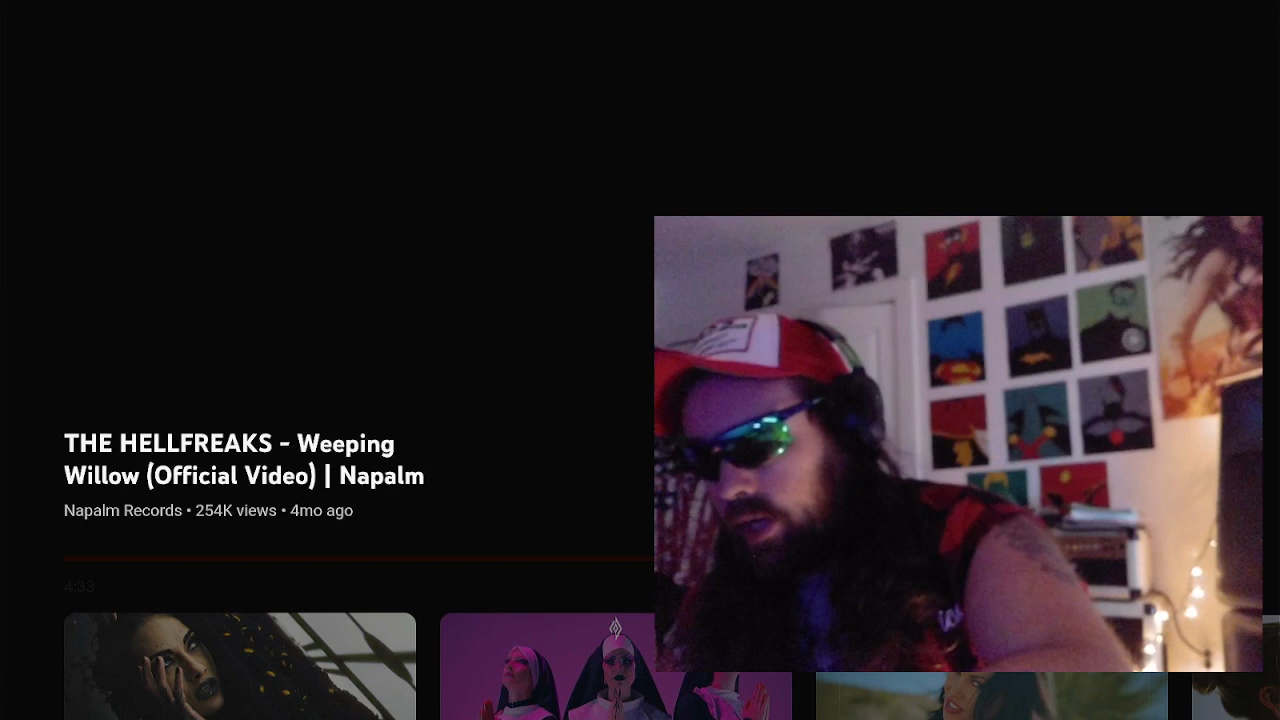 THE HELLFREAKS - Weeping
Willow (Official Video) | Napalm
Napalm Records • 254K views • 4mo ago
4:33